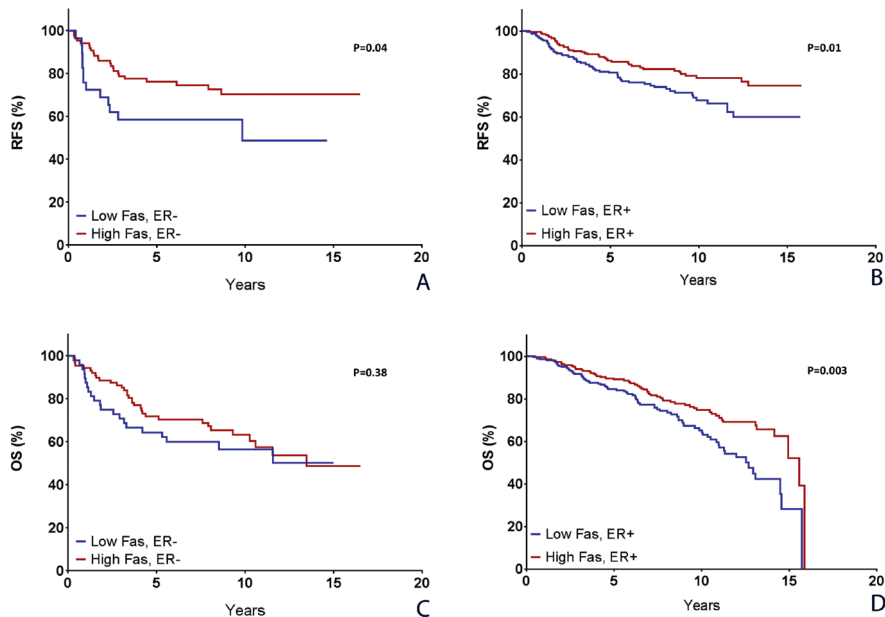 100
80
60
40
20
0
RFS (%)
P=0.04
Low Fas, ER-
High Fas, ER-
0 5 10 15 20
Years
A
100
80
60
40
20
0
RFS (%)
P=0.01
Low Fas, ER+
High Fas, ER+
0 5 10 15 20
Years
B
100
80
60
40
20
0
OS (%)
P=0.38
Low Fas, ER-
High Fas, ER-
0 5 10 15 20
Years
C
100
80
60
40
20
0
OS (%)
P=0.003
Low Fas, ER+
High Fas, ER+
0 5 10 15 20
Years
D